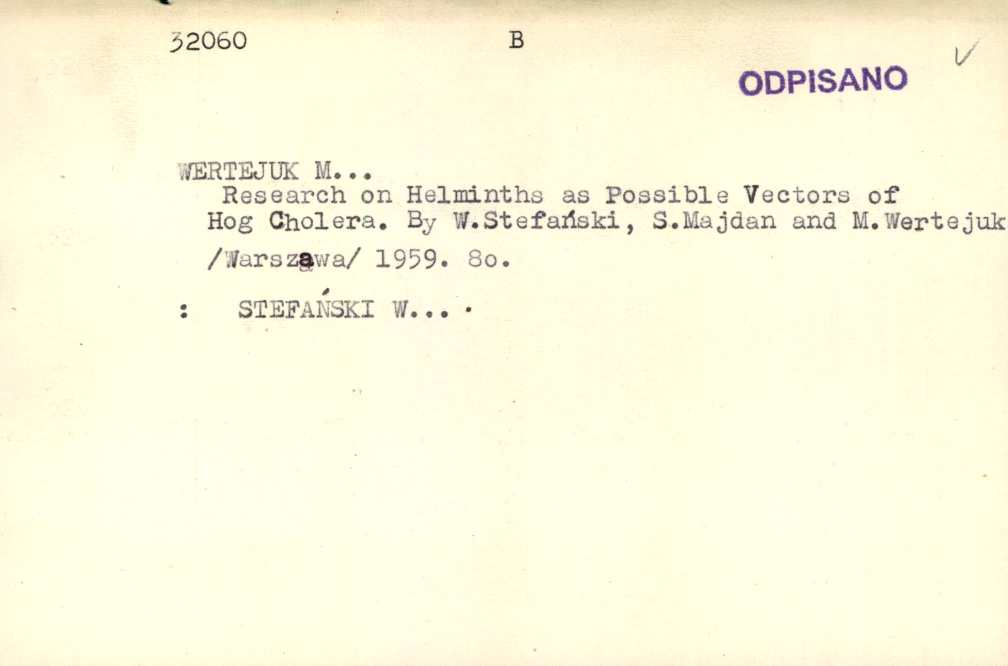 32060 B
ODPISANO
WERTEJUK M...
Research on Helminths as Possible Vectors of
Hog Cholera. By W.Stefański, S.Majdan and M.Wertejuk
/Warszawa/ 1959. 8o.
: STEFAŃSKI W... .